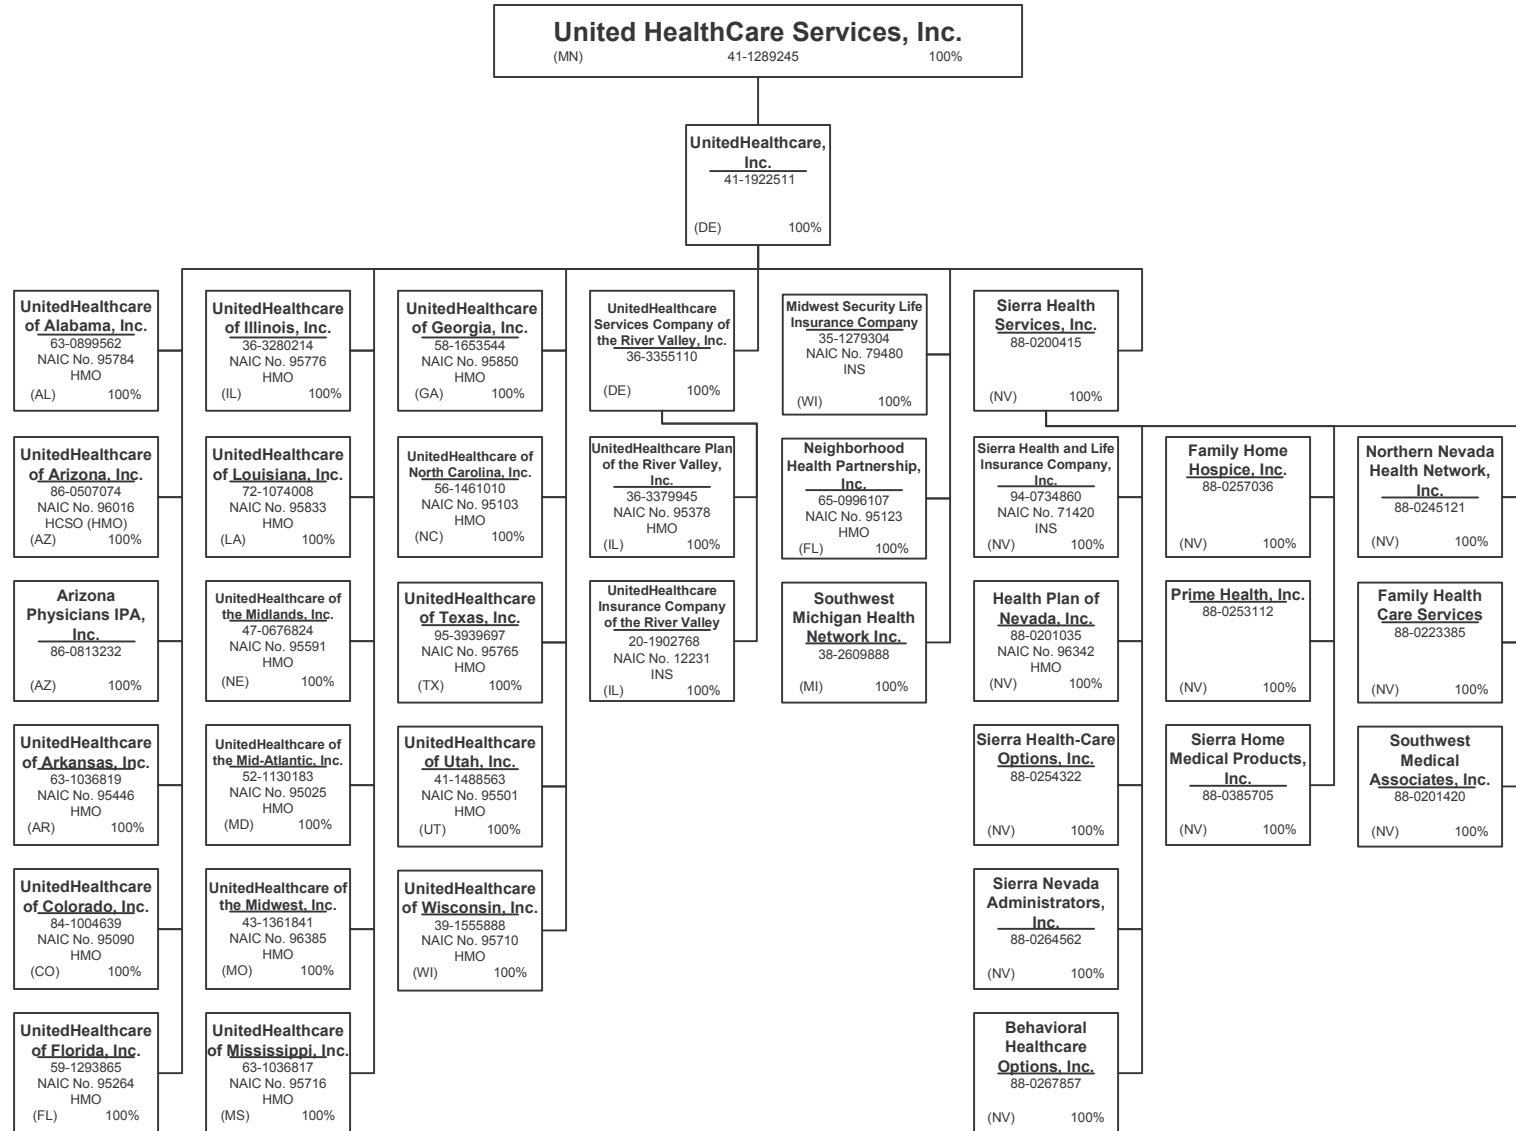 United HealthCare Services, Inc.
(MN) 41-1289245 100%
UnitedHealthcare,
Inc.
41-1922511
(DE) 100%
UnitedHealthcare
of Alabama, Inc.
63-0899562
NAIC No. 95784
HMO
(AL) 100%
UnitedHealthcare
of Illinois, Inc.
36-3280214
NAIC No. 95776
HMO
(IL) 100%
UnitedHealthcare
of Georgia, Inc.
58-1653544
NAIC No. 95850
HMO
(GA) 100%
UnitedHealthcare
Services Company of
the River Valley, Inc.
36-3355110
(DE) 100%
Midwest Security Life
Insurance Company
35-1279304
NAIC No. 79480
INS
(WI) 100%
Sierra Health
Services, Inc.
88-0200415
(NV) 100%
UnitedHealthcare
of Arizona, Inc.
86-0507074
NAIC No. 96016
HCSO (HMO)
(AZ) 100%
UnitedHealthcare
of Louisiana, Inc.
72-1074008
NAIC No. 95833
HMO
(LA) 100%
UnitedHealthcare of
North Carolina, Inc.
56-1461010
NAIC No. 95103
HMO
(NC) 100%
UnitedHealthcare Plan
of the River Valley,
Inc.
36-3379945
NAIC No. 95378
HMO
(IL) 100%
Neighborhood
Health Partnership,
Inc.
65-0996107
NAIC No. 95123
HMO
(FL) 100%
Sierra Health and Life
Insurance Company,
Inc.
94-0734860
NAIC No. 71420
INS
(NV) 100%
Family Home
Hospice, Inc.
88-0257036
(NV) 100%
Northern Nevada
Health Network,
Inc.
88-0245121
(NV) 100%
Arizona
Physicians IPA,
Inc.
86-0813232
(AZ) 100%
UnitedHealthcare of
the Midlands, Inc.
47-0676824
NAIC No. 95591
HMO
(NE) 100%
UnitedHealthcare
of Texas, Inc.
95-3939697
NAIC No. 95765
HMO
(TX) 100%
UnitedHealthcare
Insurance Company
of the River Valley
20-1902768
NAIC No. 12231
INS
(IL) 100%
Southwest
Michigan Health
Network Inc.
38-2609888
(MI) 100%
Health Plan of
Nevada, Inc.
88-0201035
NAIC No. 96342
HMO
(NV) 100%
Prime Health, Inc.
88-0253112
(NV) 100%
Family Health
Care Services
88-0223385
(NV) 100%
UnitedHealthcare
of Arkansas, Inc.
63-1036819
NAIC No. 95446
HMO
(AR) 100%
UnitedHealthcare of
the Mid-Atlantic, Inc.
52-1130183
NAIC No. 95025
HMO
(MD) 100%
UnitedHealthcare
of Utah, Inc.
41-1488563
NAIC No. 95501
HMO
(UT) 100%
Sierra Health-Care
Options, Inc.
88-0254322
(NV) 100%
Sierra Home
Medical Products,
Inc.
88-0385705
(NV) 100%
Southwest
Medical
Associates, Inc.
88-0201420
(NV) 100%
UnitedHealthcare
of Colorado, Inc.
84-1004639
NAIC No. 95090
HMO
(CO) 100%
UnitedHealthcare of
the Midwest, Inc.
43-1361841
NAIC No. 96385
HMO
(MO) 100%
UnitedHealthcare
of Wisconsin, Inc.
39-1555888
NAIC No. 95710
HMO
(WI) 100%
Sierra Nevada
Administrators,
Inc.
88-0264562
(NV) 100%
UnitedHealthcare
of Florida, Inc.
59-1293865
NAIC No. 95264
HMO
(FL) 100%
UnitedHealthcare
of Mississippi, Inc.
63-1036817
NAIC No. 95716
HMO
(MS) 100%
Behavioral
Healthcare
Options, Inc.
88-0267857
(NV) 100%